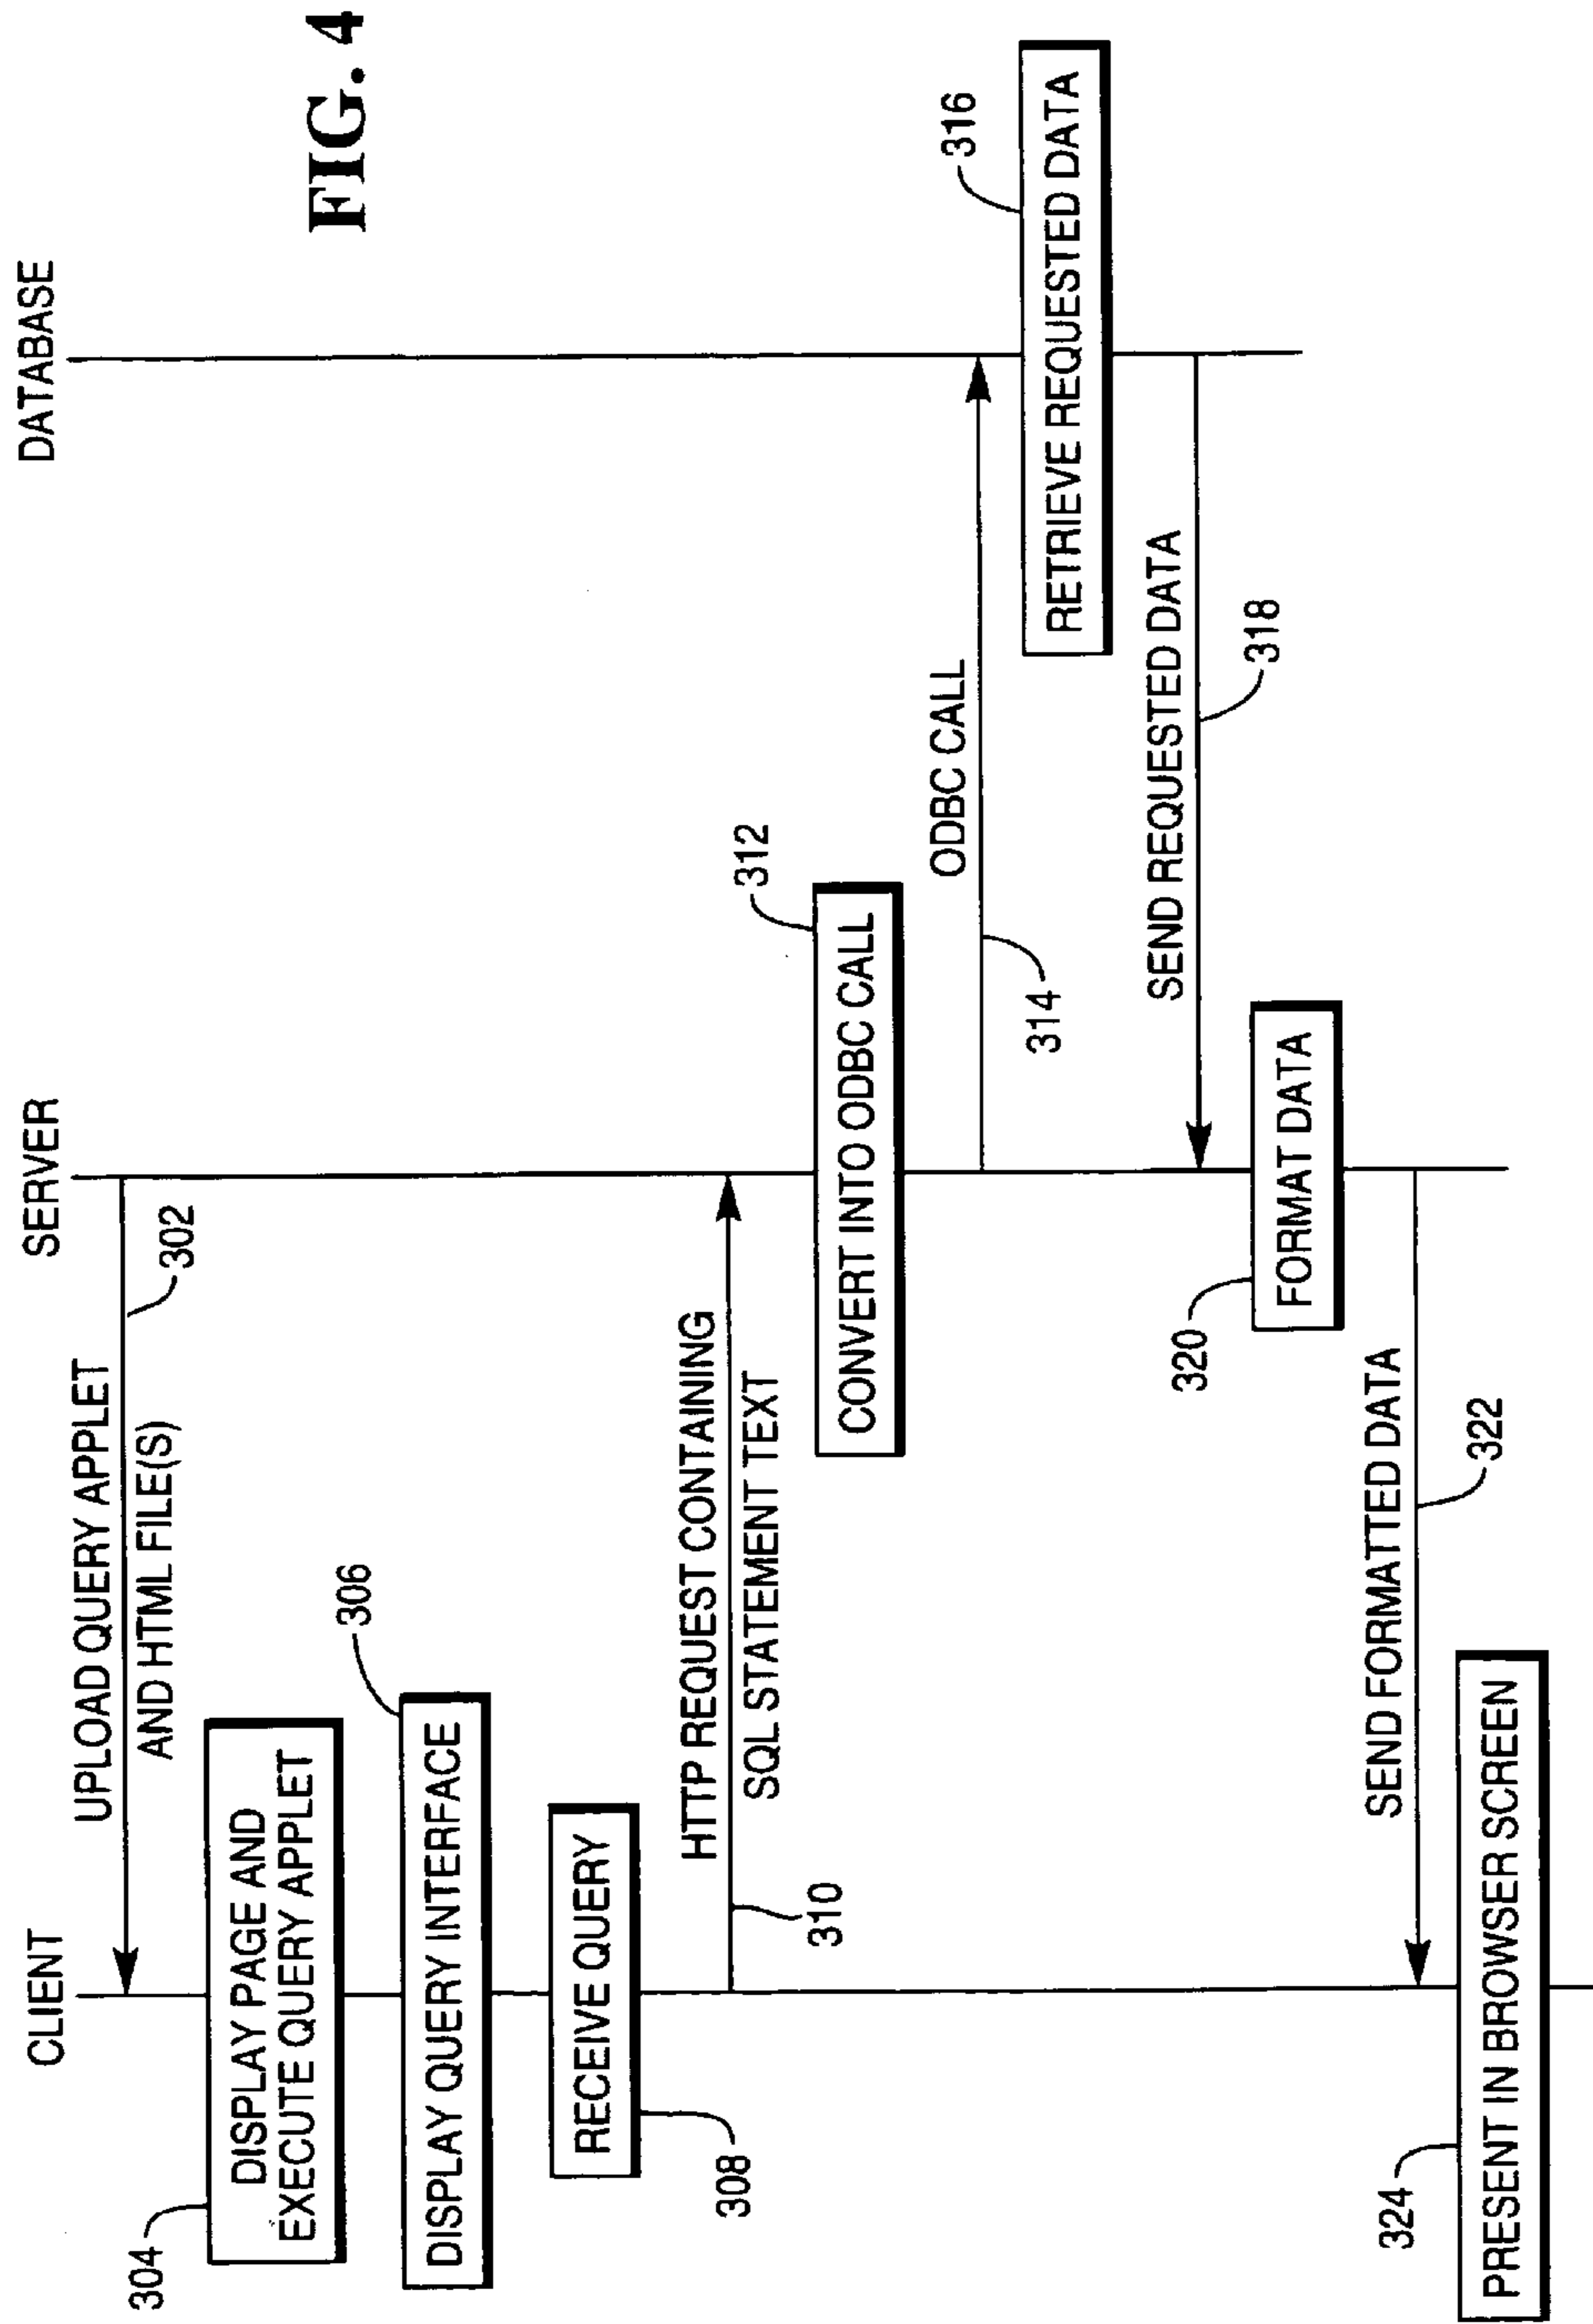 FIG. 4
CLIENT
SERVER
DATABASE
UPLOAD QUERY APPLET
AND HTML FILE(S)
302
304
DISPLAY PAGE AND
EXECUTE QUERY APPLET
306
DISPLAY QUERY INTERFACE
RECEIVE QUERY
308
HTTP REQUEST CONTAINING
SQL STATEMENT TEXT
310
312
CONVERT INTO ODBC CALL
ODBC CALL
314
316
RETRIEVE REQUESTED DATA
SEND REQUESTED DATA
318
320
FORMAT DATA
SEND FORMATTED DATA
322
324
PRESENT IN BROWSER SCREEN